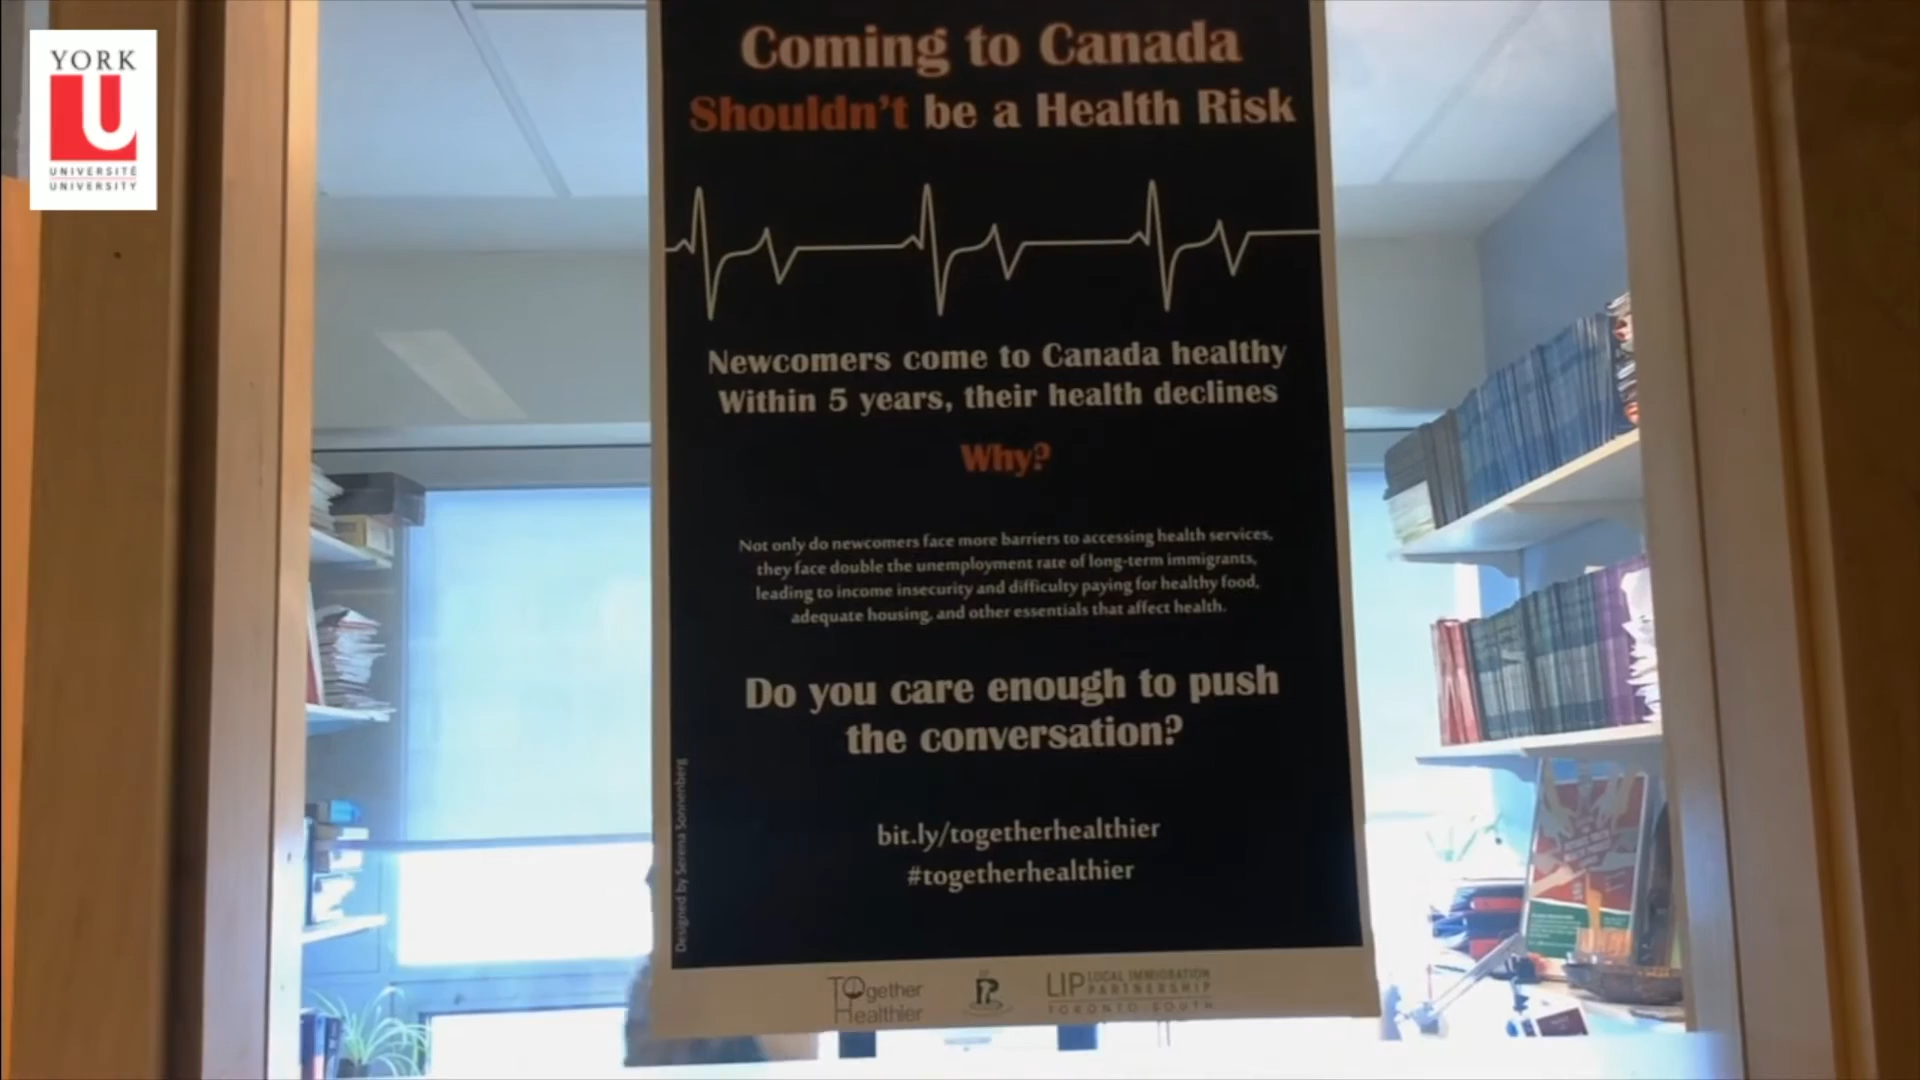 YORK
U
UNIVERSITÉ
UNIVERSITY
Coming to Canada
Shouldn't be a Health Risk
Newcomers come to Canada healthy
Within 5 years, their health declines
Why?
Not only do newcomers face more barriers to accessing health services,
they face double the unemployment rate of long-term immigrants,
leading to income insecurity and difficulty paying for healthy food,
adequate housing, and other essentials that affect health.
Do you care enough to push
the conversation?
bit.ly/togetherhealthier
#togetherhealthier
Designed by Serena Sonnenberg
TOgether
Healthier
LIP LOCAL IMMIGRATION
PARTNERSHIP
TORONTO SOUTH